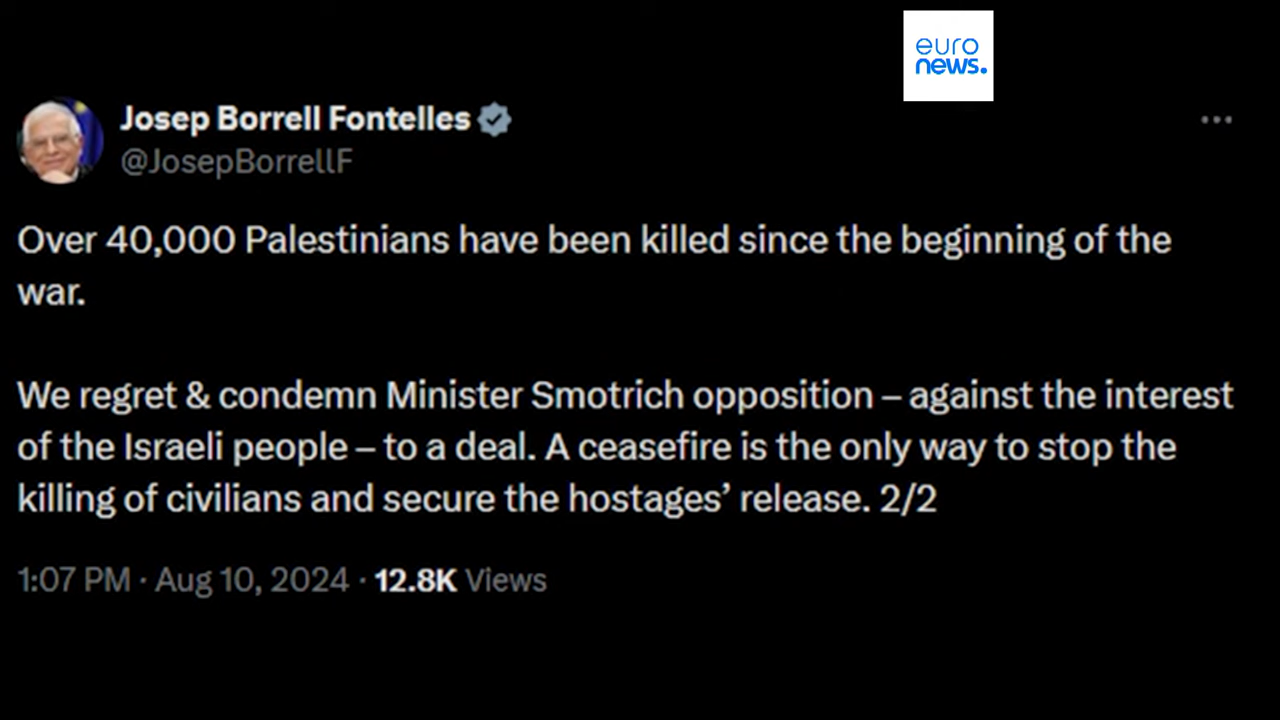 euro
news.
Josep Borrell Fontelles
@JosepBorrellF
Over 40,000 Palestinians have been killed since the beginning of the
war.
We regret & condemn Minister Smotrich opposition – against the interest
of the Israeli people – to a deal. A ceasefire is the only way to stop the
killing of civilians and secure the hostages’ release. 2/2
1:07 PM · Aug 10, 2024 · 12.8K Views